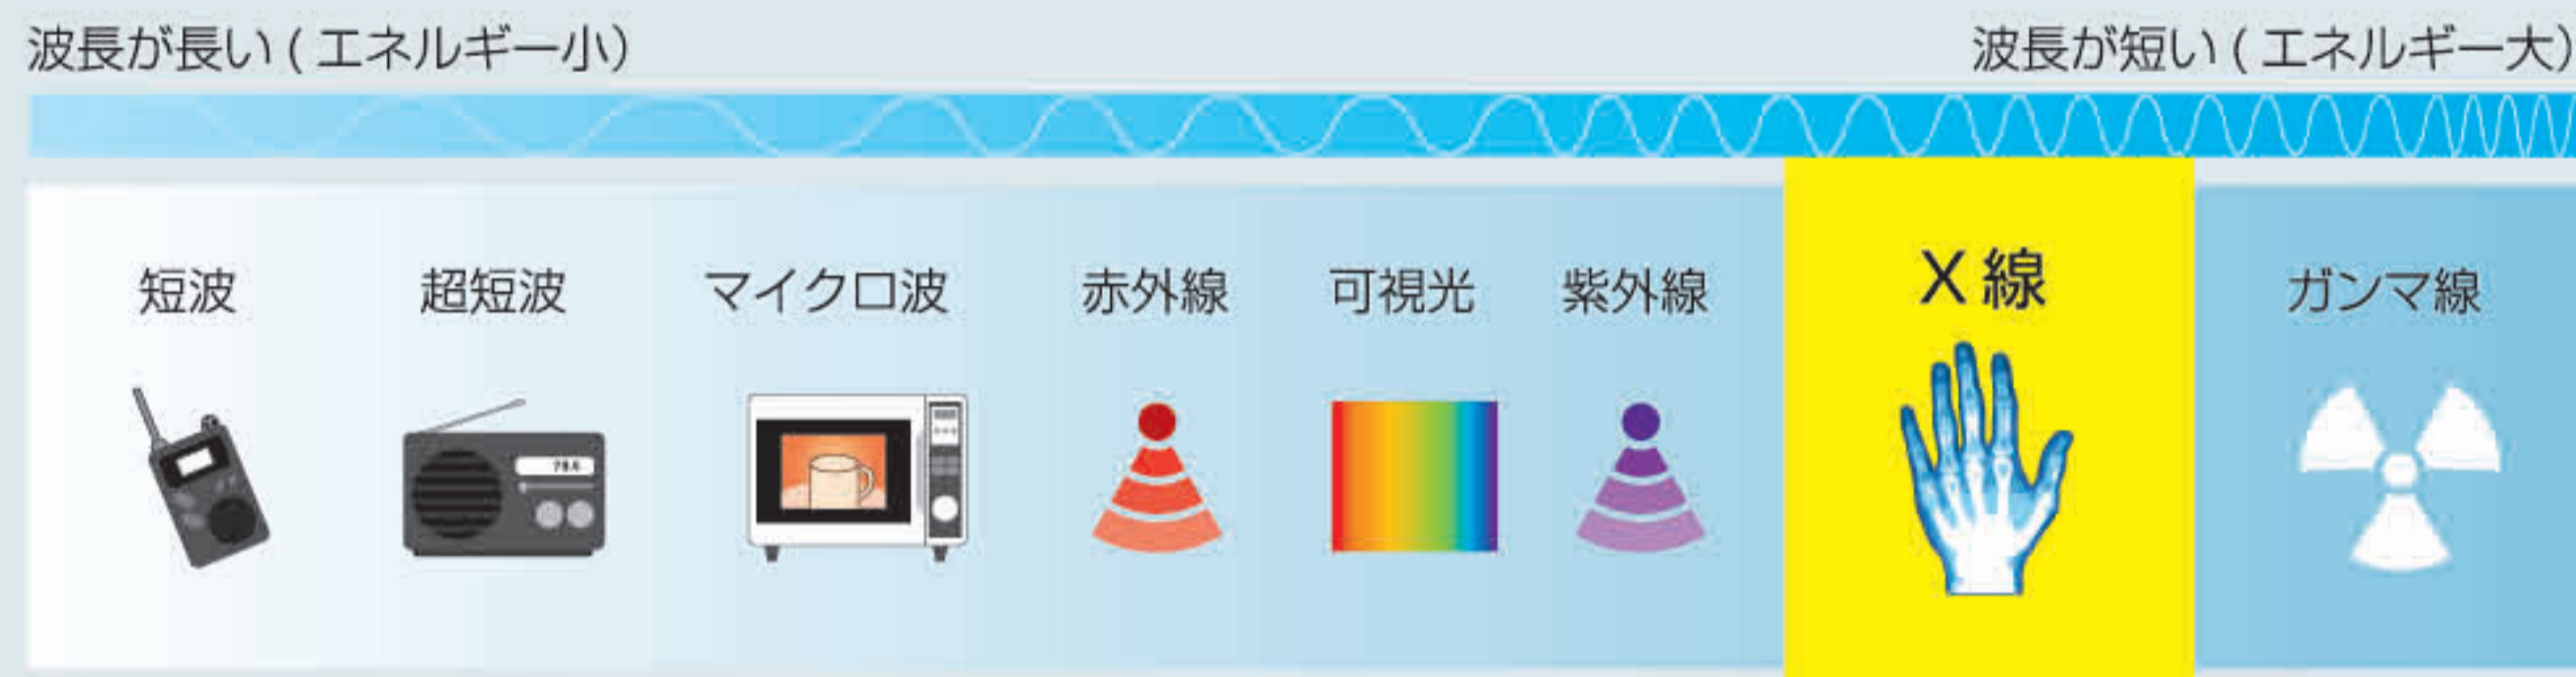 波長が長い ( エネルギー小)
波長が短い ( エネルギー大)
短波
超短波
マイクロ波
赤外線
可視光
紫外線
X 線
ガンマ線